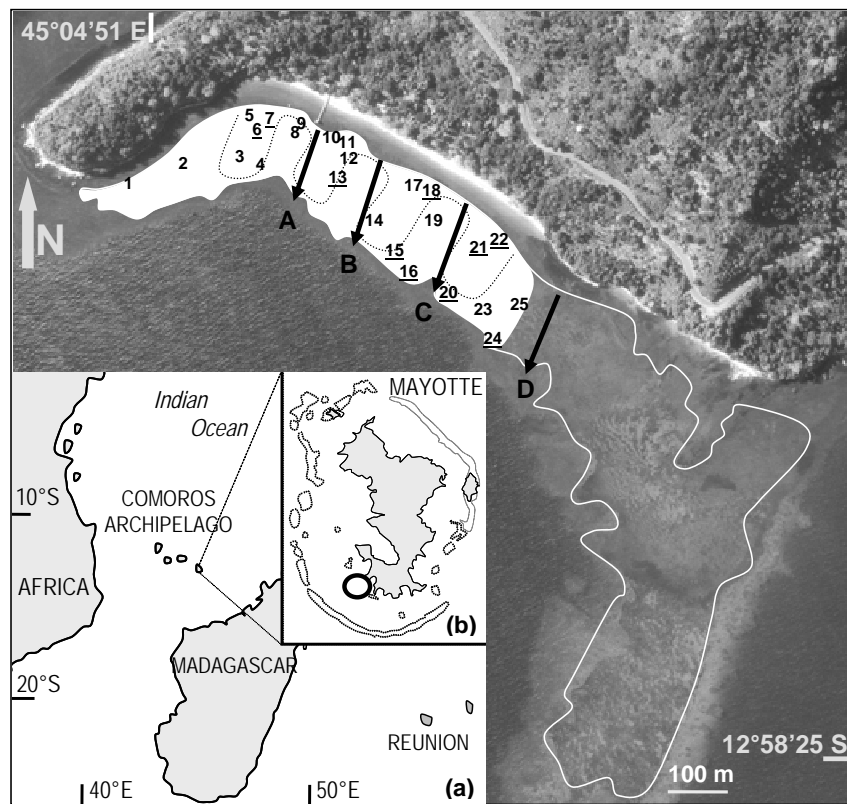 45°04'51 E
5
7
6
9
8
10
11
3
4
2
12
1
13
17
18
14
19
A
N
22
21
15
B
16
20
C
23
25
24
D
MAYOTTE
Indian
Ocean
10°S
COMOROS
ARCHIPELAGO
AFRICA
(b)
MADAGASCAR
20°S
REUNION
12°58'25 S
40°E
50°E
(a)
100 m